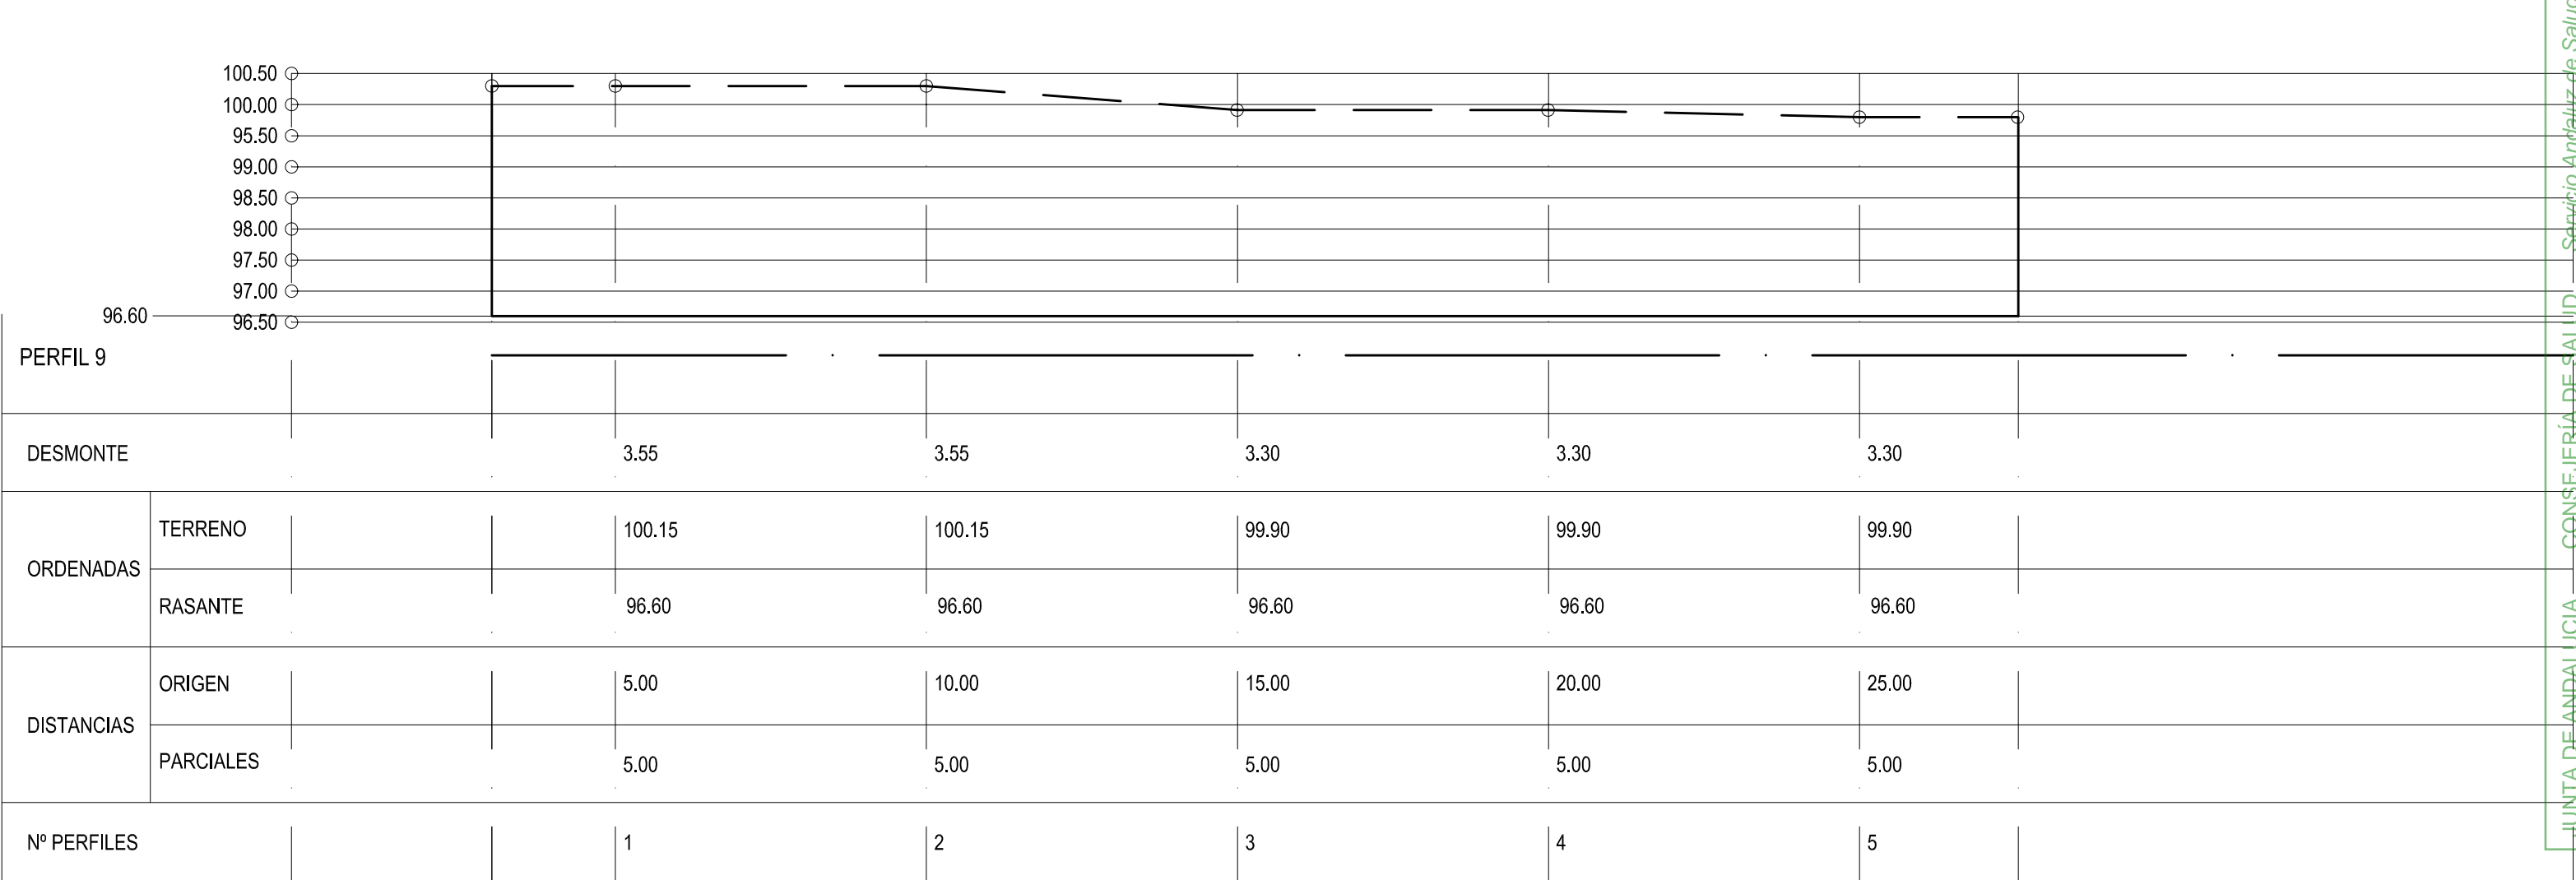 100.50
100.00
95.50
99.00
98.50
98.00
97.50
97.00
96.60
96.50
PERFIL 9
DESMONTE 3.55 3.55 3.30 3.30 3.30
ORDENADAS
TERRENO 100.15 100.15 99.90 99.90 99.90
RASANTE 96.60 96.60 96.60 96.60 96.60
DISTANCIAS
ORIGEN 5.00 10.00 15.00 20.00 25.00
PARCIALES 5.00 5.00 5.00 5.00 5.00
Nº PERFILES 1 2 3 4 5
JUNTA DE ANDALUCIA CONSEJERÍA DE SALUD Servicio Andaluz de Salud